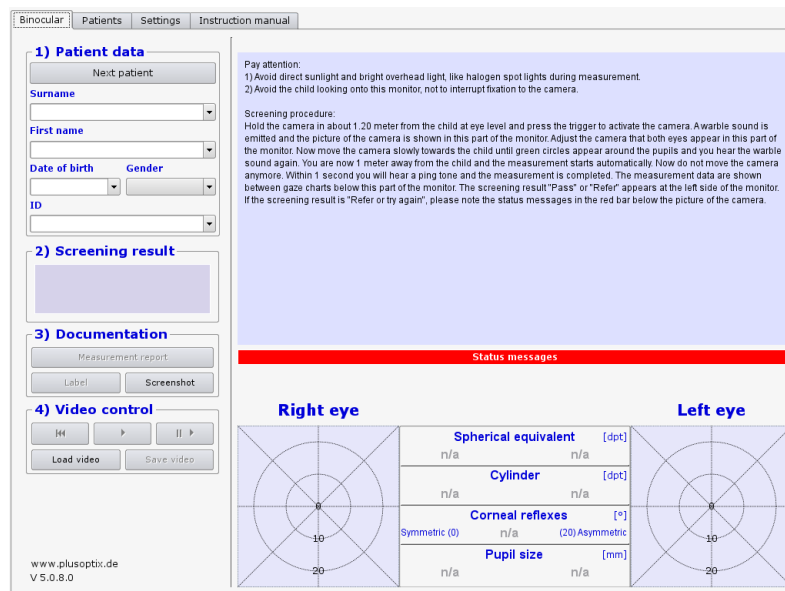 Binocular
Patients
Settings
Instruction manual
1) Patient data
Next patient
Surname
First name
Date of birth
Gender
ID
2) Screening result
3) Documentation
Measurement report
Label
Screenshot
4) Video control
Load video
Save video
www.plusoptix.de
V 5.0.8.0
Pay attention:
1) Avoid direct sunlight and bright overhead light, like halogen spot lights during measurement.
2) Avoid the child looking onto this monitor, not to interrupt fixation to the camera.
Screening procedure:
Hold the camera in about 1.20 meter from the child at eye level and press the trigger to activate the camera. A warble sound is
emitted and the picture of the camera is shown in this part of the monitor. Adjust the camera that both eyes appear in this part of
the monitor. Now move the camera slowly towards the child until green circles appear around the pupils and you hear the warble
sound again. You are now 1 meter away from the child and the measurement starts automatically. Now do not move the camera
anymore. Within 1 second you will hear a ping tone and the measurement is completed. The measurement data are shown
between gaze charts below this part of the monitor. The screening result "Pass" or "Refer" appears at the left side of the monitor.
If the screening result is "Refer or try again", please note the status messages in the red bar below the picture of the camera.
Status messages
Right eye
Left eye
0
10
20
Spherical equivalent [dpt]
n/a n/a
Cylinder [dpt]
n/a n/a
Corneal reflexes [°]
Symmetric (0) n/a (20) Asymmetric
Pupil size [mm]
n/a n/a
0
10
20